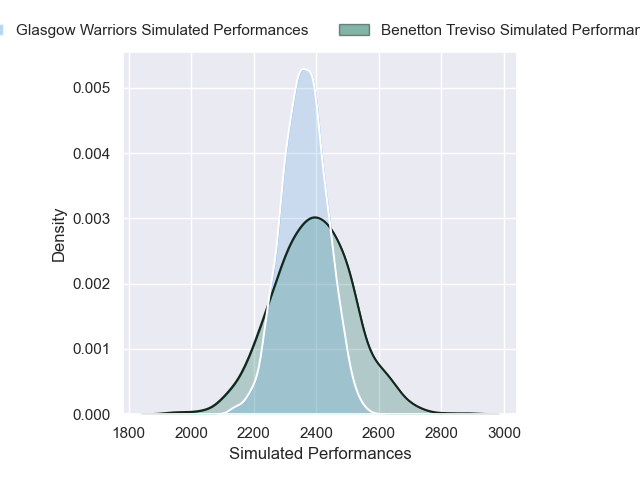 Glasgow Warriors Simulated Performances Benetton Treviso Simulated
0.005
0.004
0.003
0.002
0.001
0.000
Density
1800 2000 2200 2400 2600 2800 3000
Simulated Performances